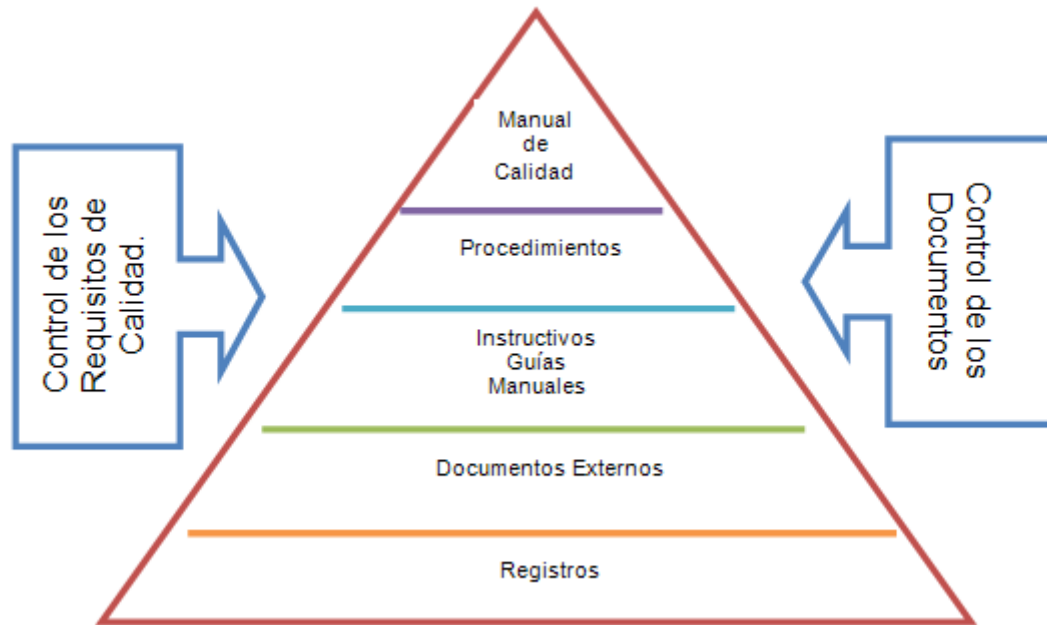 Control de los
Requisitos de
Calidad.
Manual
de
Calidad
Procedimientos
Instructivos
Guías
Manuales
Documentos Externos
Registros
Control de los
Documentos